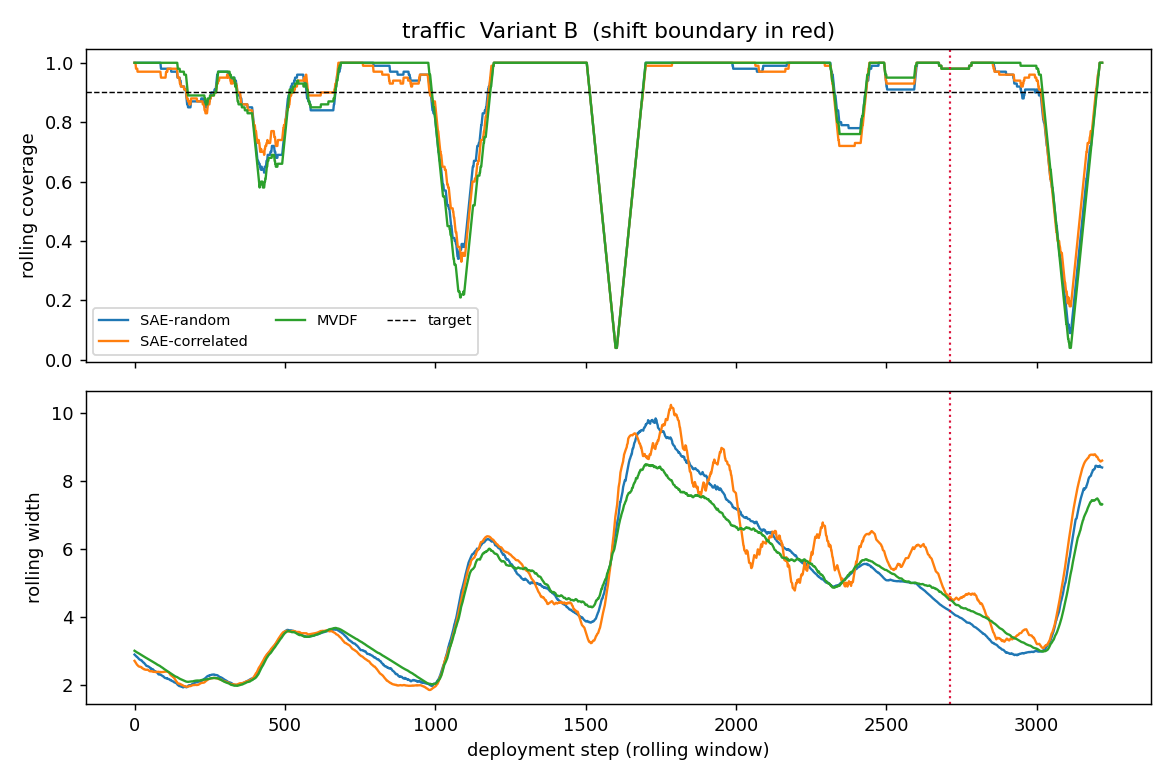 traffic  Variant B  (shift boundary in red)
rolling coverage
1.0
0.8
0.6
0.4
0.2
0.0
SAE-random
SAE-correlated
MVDF
target
rolling width
10
8
6
4
2
0 500 1000 1500 2000 2500 3000
deployment step (rolling window)